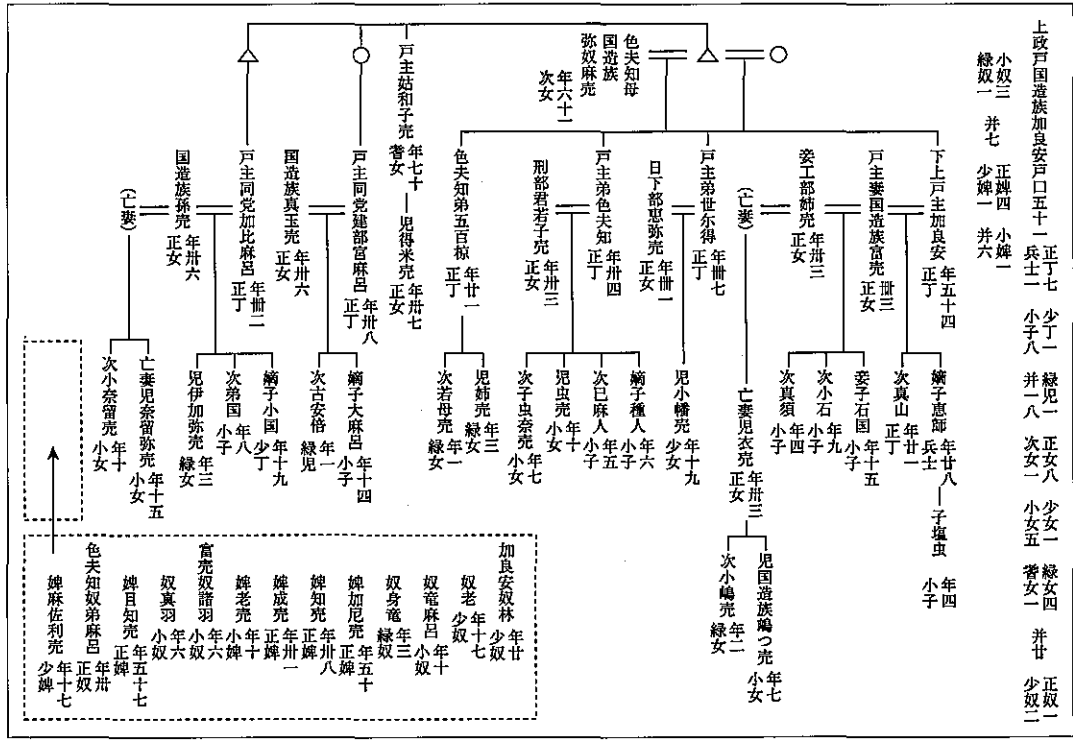 上政戸国造族加良安戸口五十一
正丁七 少丁一 緑児一 正女八 少女一 緑女四 并廿 正奴一
兵士一 小子八 并一八 次女一 小女五 耆女一 少奴二
小奴三 并七 正婢四 小婢一
緑奴一 少婢一 并六
色夫知母
国造族
弥奴麻売 年六十一 次女
戸主姑和子売 年七十 耆女
児得米売 年卅七 正女
下上戸主加良安 年五十四 正丁
戸主妻国造族富売 卌三 正女
妾工部姉売 年卌三 正女
(亡妻)
戸主弟世尓得 年卌七 正丁
日下部恵弥売 年卌一 正女
戸主弟色夫知 年卅四 正丁
刑部君若子売 年卅三 正女
色夫知弟五百椋 年廿一 正丁
戸主同党建部宮麻呂 年卅八 正丁
国造族真玉売 年卅六 正女
戸主同党加比麻呂 年卌二 正丁
国造族孫売 年卅六 正女
(亡妻)
嫡子恵師 年廿八 兵士
子塩虫 年四 小子
次真山 年廿一 正丁
妾子石国 年十五 小子
次小石 年九 小子
次真須 年四 小子
亡妻児衣売 年卅三 正女
児国造族嶋つ売 年七 小女
次小嶋売 年二 緑女
児小幡売 年十九 少女
嫡子種人 年六 小子
次巳麻人 年五 小子
児虫売 年十 小女
次子虫奈売 年七 小女
児姉売 年三 緑女
次若母売 年一 緑女
嫡子大麻呂 年十四 小子
次古安倍 年一 緑児
嫡子小国 年十九 少丁
次弟国 年八 小子
児伊加弥売 年三 緑女
亡妻児奈留弥売 年十五 小女
次小奈留売 年十 小女
加良安奴林 年廿 少奴
奴老 年十七 少奴
奴竜麻呂 年十 小奴
奴身竜 年三 緑奴
婢加尼売 年五十 正婢
婢知売 年卅八 正婢
婢成売 年卅一 正婢
婢老売 年十 小婢
富売奴諸羽 年六 小奴
奴真羽 年六 小奴
婢目知売 年五十七 正婢
色夫知奴弟麻呂 年卅 正奴
婢麻佐利売 年十七 少婢